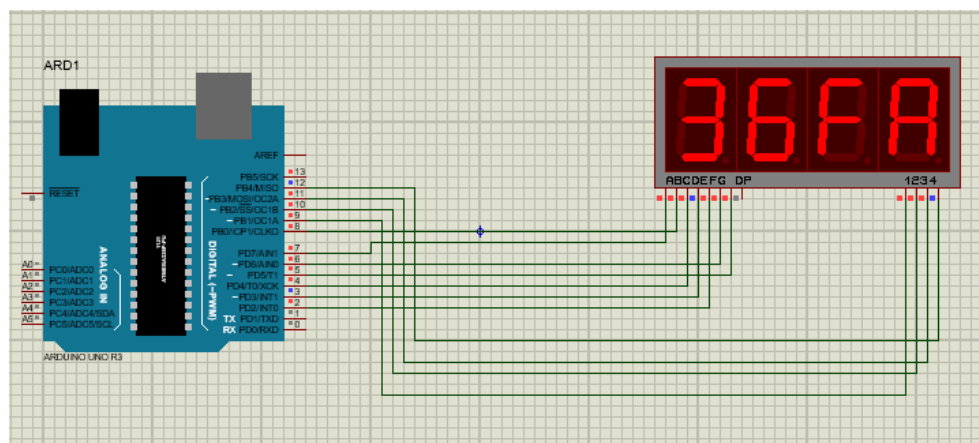 ARD1
36FA
AREF
ABCDEFG DP
1234
RESET
PB5/SCK 13
PB4/MISO 12
~PB3/MOSI/OC2A 11
~PB2/SS/OC1B 10
~PB1/OC1A 9
PB0/ICP1/CLKO 8
PD7/AIN1 7
~PD6/AIN0 6
~PD5/T1 5
PD4/T0/XCK 4
~PD3/INT1 3
PD2/INT0 2
TX PD1/TXD 1
RX PD0/RXD 0
DIGITAL (~PWM)
ANALOG IN
A0 PC0/ADC0
A1 PC1/ADC1
A2 PC2/ADC2
A3 PC3/ADC3
A4 PC4/ADC4/SDA
A5 PC5/ADC5/SCL
ARDUINO UNO R3